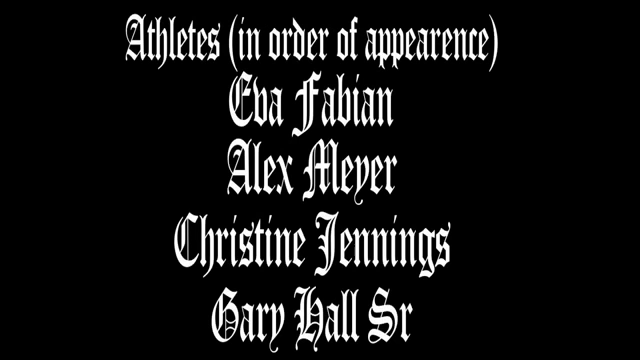 Athletes (in order of appearence)
Eva Fabian
Alex Meyer
Christine Jennings
Gary Hall Sr